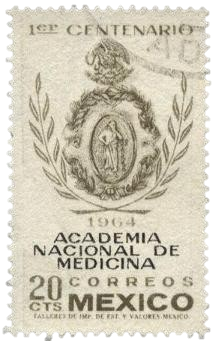 1er CENTENARIO
1964
ACADEMIA
NACIONAL DE
MEDICINA
20 CORREOS
CTS. MEXICO
TALLERES DE IMP. DE EST. Y VALORES-MEXICO.